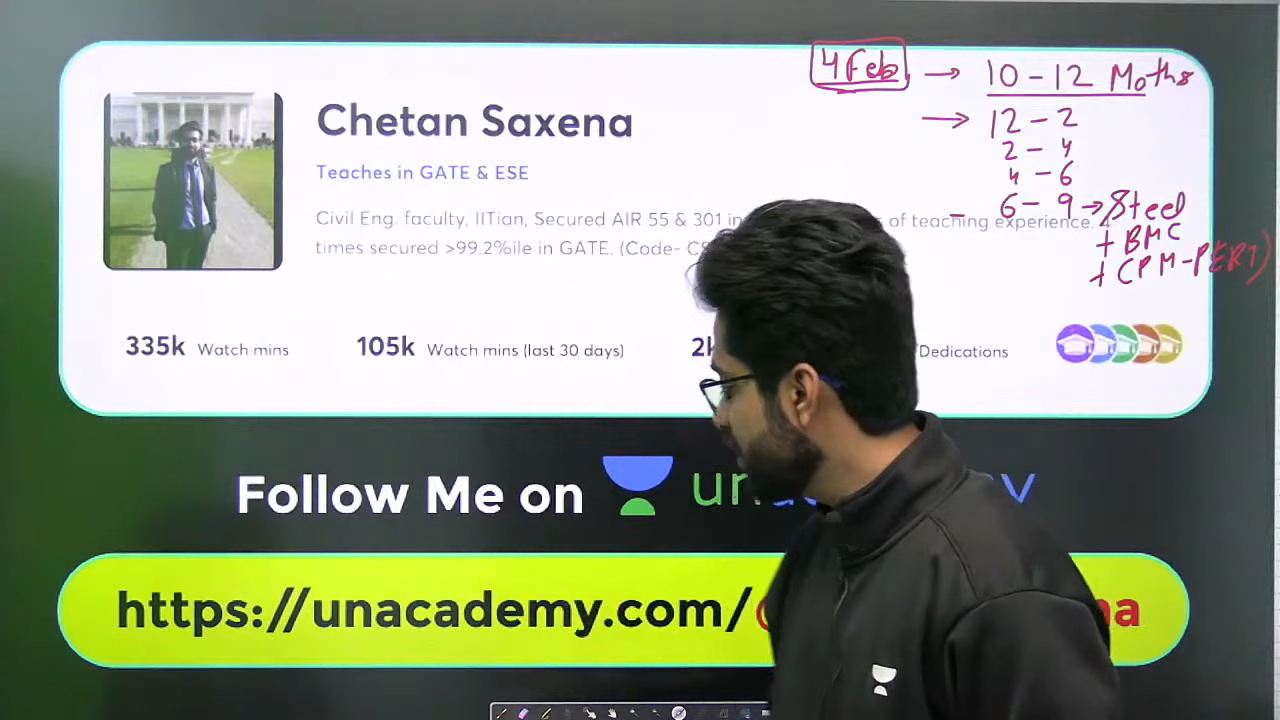 4 Feb → 10 - 12 Moths
→ 12 - 2
2 - 4
4 - 6
- 6 - 9 → Steel
+ BMC
+ CPM - PERT)
Chetan Saxena
Teaches in GATE & ESE
Civil Eng. faculty, IITian, Secured AIR 55 & 301 in of teaching experience. 4
times secured >99.2%ile in GATE. (Code-
335k Watch mins
105k Watch mins (last 30 days)
Dedications
Follow Me on
https://unacademy.com/